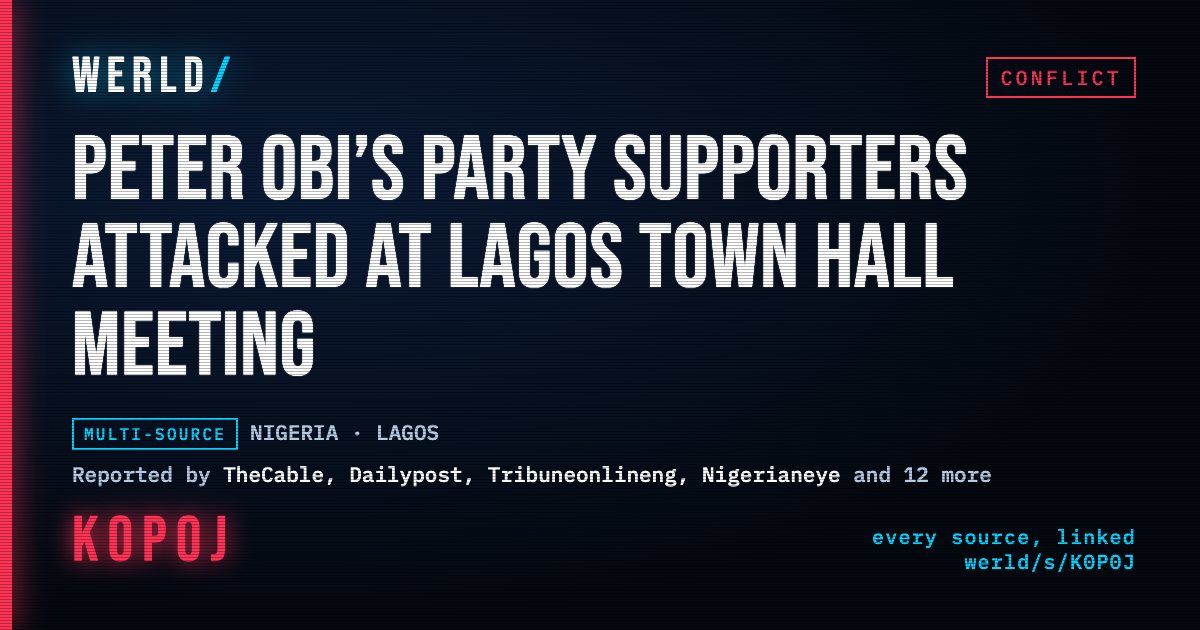 WERLD/
CONFLICT
PETER OBI’S PARTY SUPPORTERS
ATTACKED AT LAGOS TOWN HALL
MEETING
MULTI-SOURCE NIGERIA · LAGOS
Reported by TheCable, Dailypost, Tribuneonlineng, Nigerianeye and 12 more
K0P0J
every source, linked
werld/s/K0P0J